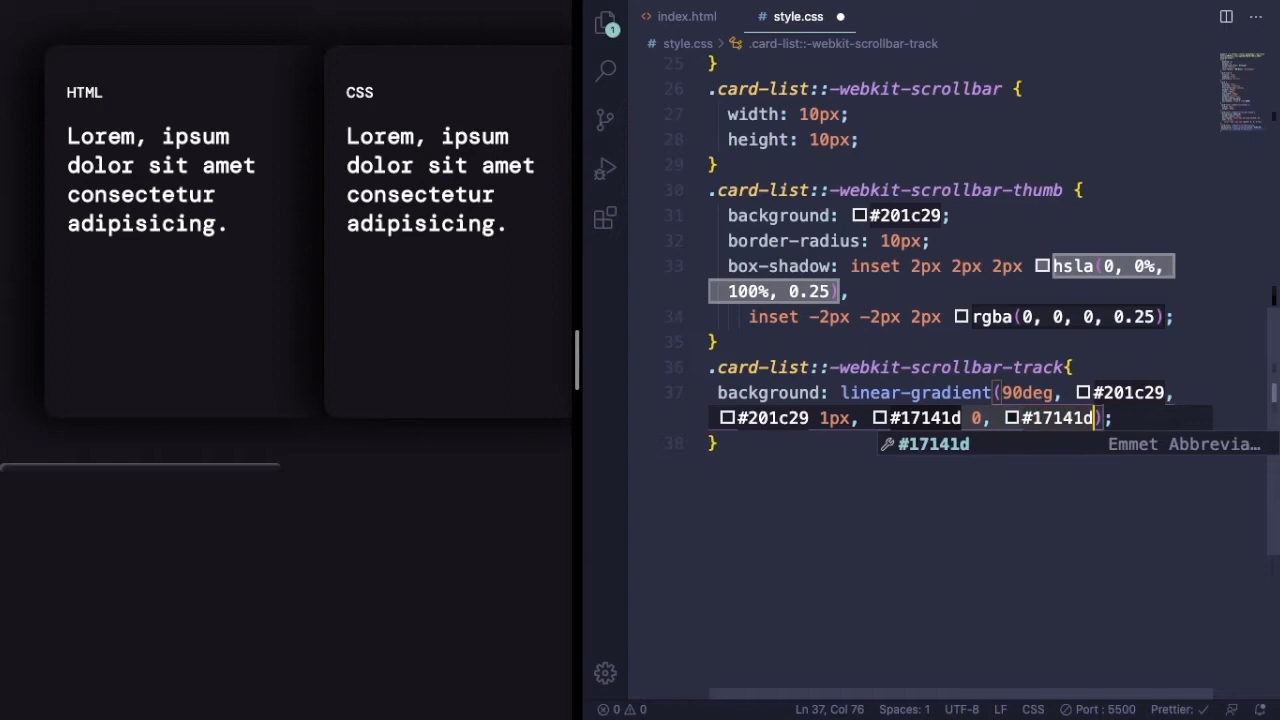 HTML
Lorem, ipsum
dolor sit amet
consectetur
adipisicing.
CSS
Lorem, ipsum
dolor sit amet
consectetur
adipisicing.
1
<> index.html
# style.css ●
# style.css > .card-list::-webkit-scrollbar-track
25 }
26 .card-list::-webkit-scrollbar {
27 width: 10px;
28 height: 10px;
29 }
30 .card-list::-webkit-scrollbar-thumb {
31 background: #201c29;
32 border-radius: 10px;
33 box-shadow: inset 2px 2px 2px hsla(0, 0%,
100%, 0.25),
34 inset -2px -2px 2px rgba(0, 0, 0, 0.25);
35 }
36 .card-list::-webkit-scrollbar-track{
37 background: linear-gradient(90deg, #201c29,
#201c29 1px, #17141d 0, #17141d);
#17141d Emmet Abbrevia…
38 }
0 0 Ln 37, Col 76 Spaces: 1 UTF-8 LF CSS Port : 5500 Prettier: ✓